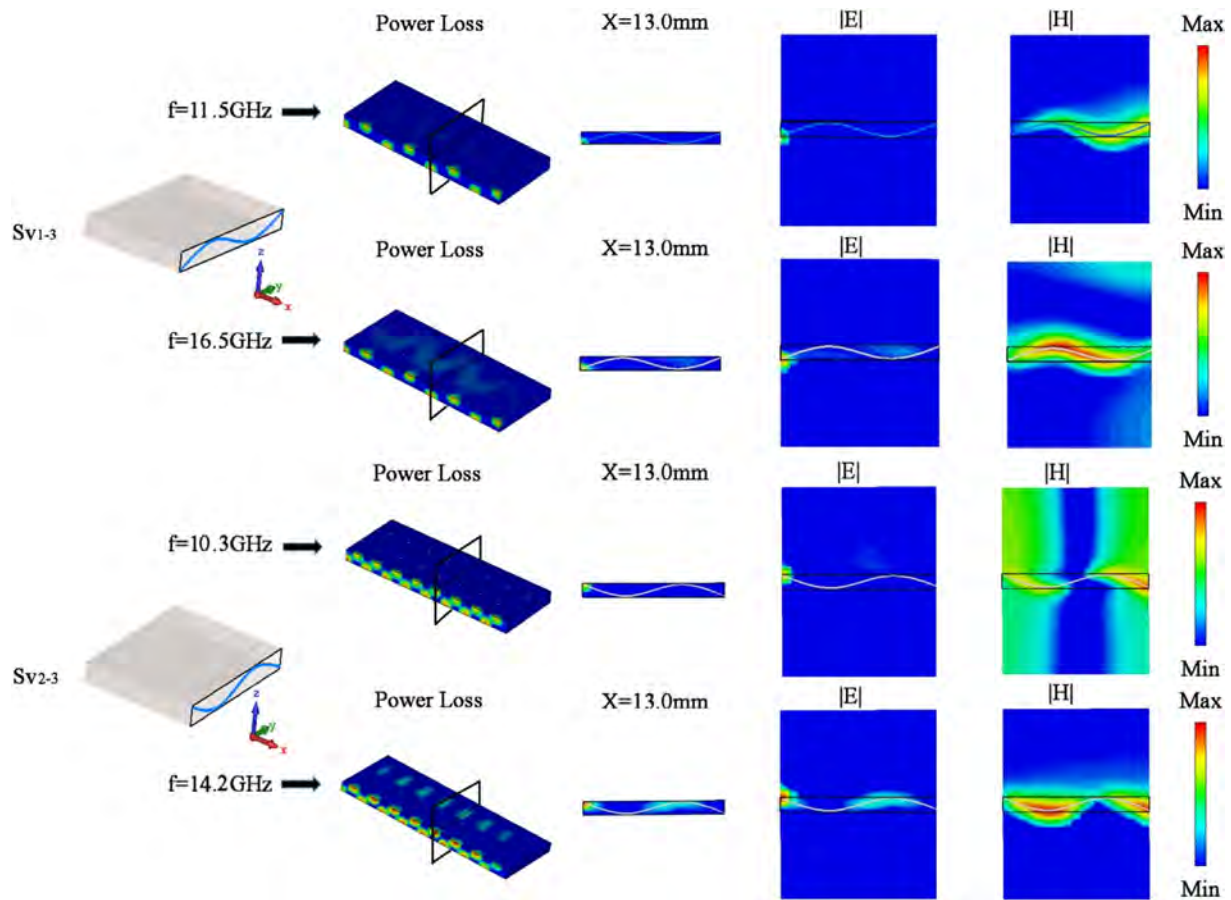 Power Loss X=13.0mm |E| |H| Max
f=11.5GHz
Min
Sv1-3
z
y
x
Power Loss X=13.0mm |E| |H| Max
f=16.5GHz
Min
Power Loss X=13.0mm |E| |H| Max
f=10.3GHz
Min
Sv2-3
z
y
x
Power Loss X=13.0mm |E| |H| Max
f=14.2GHz
Min